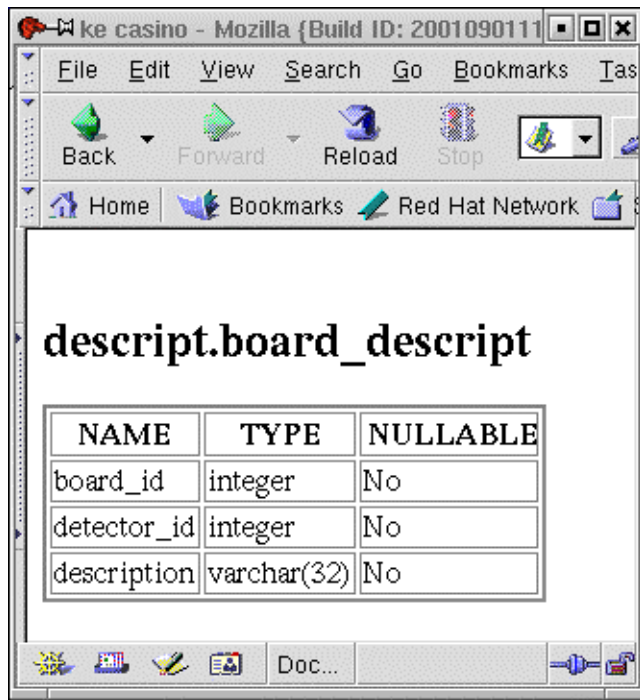 ke casino - Mozilla {Build ID: 2001090111
File Edit View Search Go Bookmarks Tas
Back Forward Reload Stop
Home Bookmarks Red Hat Network
descript.board_descript
NAME TYPE NULLABLE
board_id integer No
detector_id integer No
description varchar(32) No
Doc...